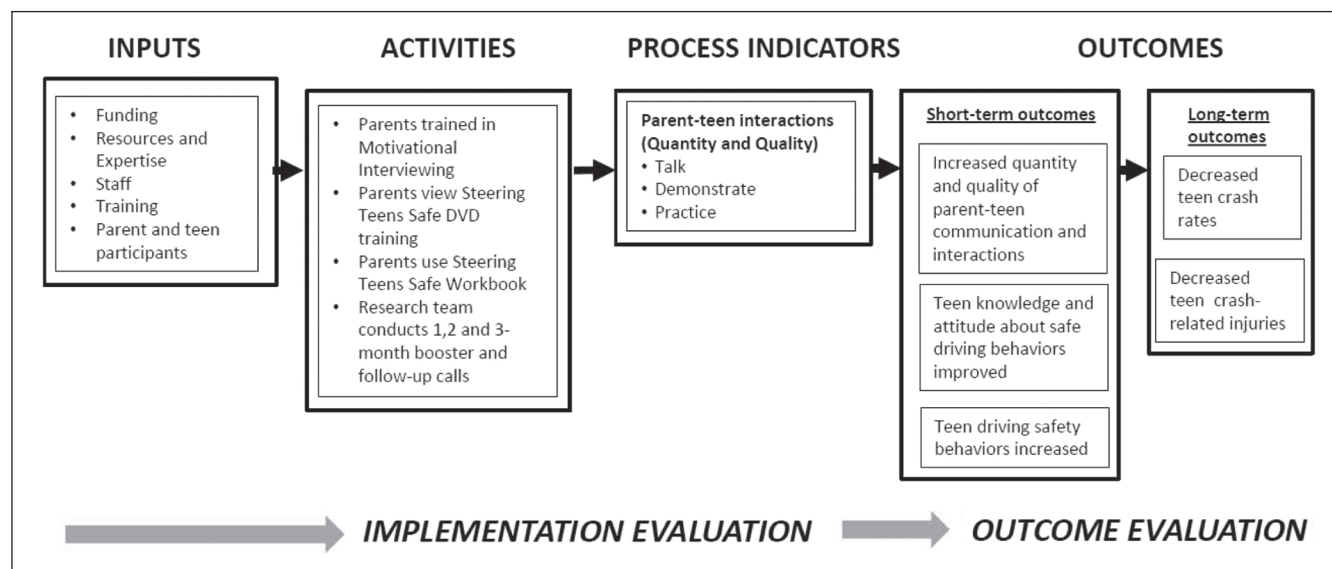 INPUTS
ACTIVITIES
PROCESS INDICATORS
OUTCOMES
• Funding
• Resources and
Expertise
• Staff
• Training
• Parent and teen
participants
• Parents trained in
Motivational
Interviewing
• Parents view Steering
Teens Safe DVD
training
• Parents use Steering
Teens Safe Workbook
• Research team
conducts 1,2 and 3-
month booster and
follow-up calls
Parent-teen interactions
(Quantity and Quality)
• Talk
• Demonstrate
• Practice
Short-term outcomes
Increased quantity
and quality of
parent-teen
communication and
interactions
Teen knowledge and
attitude about safe
driving behaviors
improved
Teen driving safety
behaviors increased
Long-term
outcomes
Decreased
teen crash
rates
Decreased
teen crash-
related injuries
IMPLEMENTATION EVALUATION
OUTCOME EVALUATION